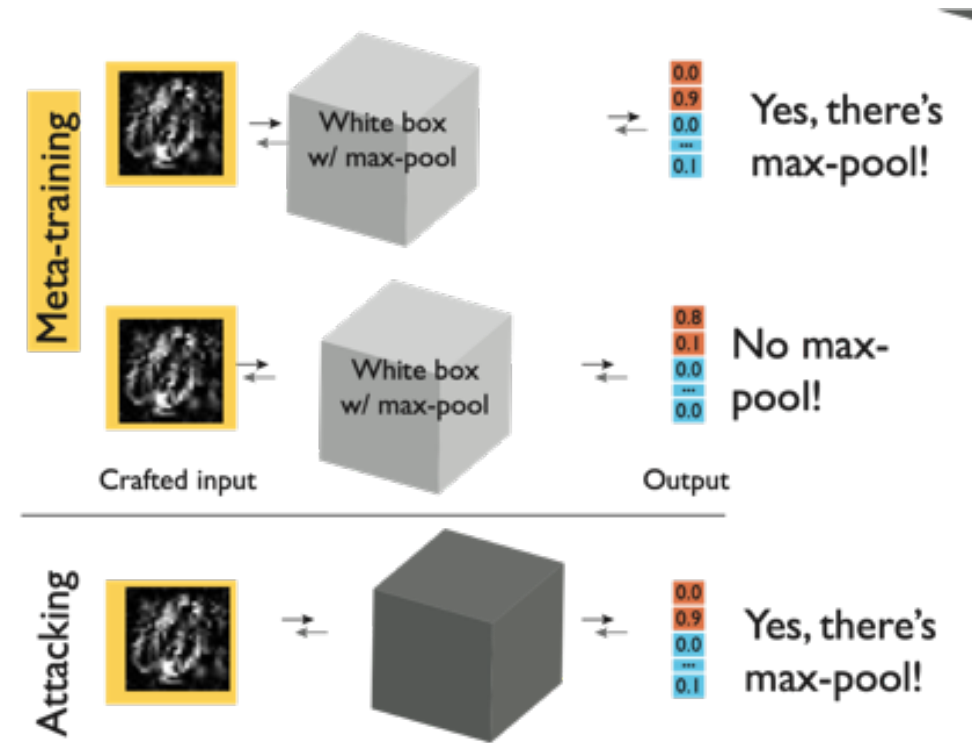 Meta-training
White box
w/ max-pool
0.0
0.9
0.0
...
0.1
Yes, there's
max-pool!
White box
w/ max-pool
0.8
0.1
0.0
...
0.0
No max-
pool!
Crafted input
Output
Attacking
0.0
0.9
0.0
...
0.1
Yes, there's
max-pool!